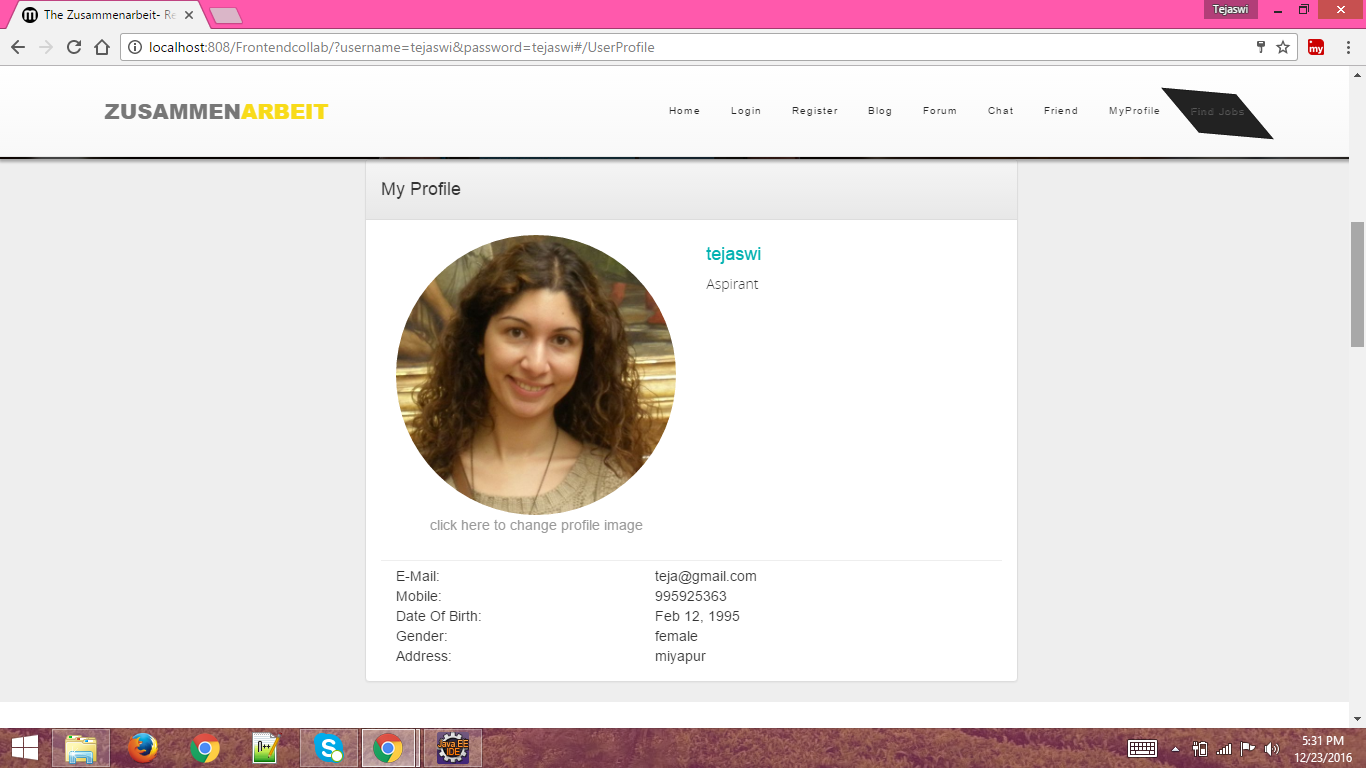 The Zusammenarbeit- Re
Tejaswi
localhost:808/Frontendcollab/?username=tejaswi&password=tejaswi#/UserProfile
my
ZUSAMMENARBEIT
Home Login Register Blog Forum Chat Friend MyProfile Find Jobs
My Profile
tejaswi
Aspirant
click here to change profile image
E-Mail: teja@gmail.com
Mobile: 995925363
Date Of Birth: Feb 12, 1995
Gender: female
Address: miyapur
Java EE
IDE
5:31 PM
12/23/2016